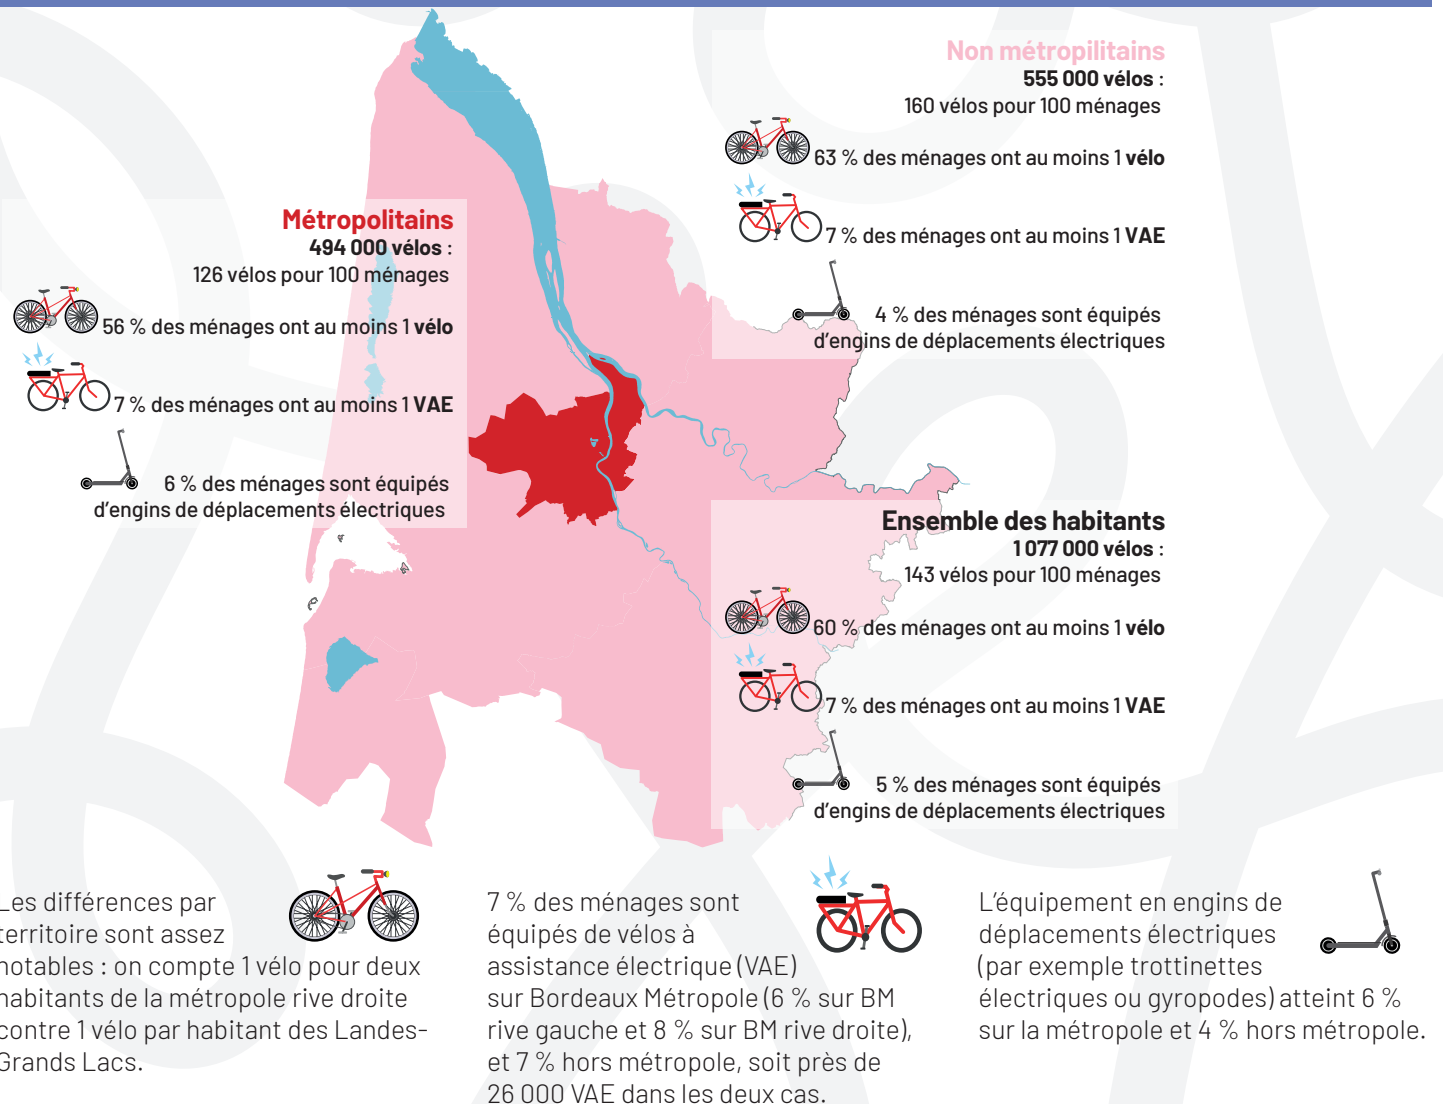 Non métropilitains
555 000 vélos :
160 vélos pour 100 ménages
63 % des ménages ont au moins 1 vélo
7 % des ménages ont au moins 1 VAE
4 % des ménages sont équipés
d'engins de déplacements électriques
Métropolitains
494 000 vélos :
126 vélos pour 100 ménages
56 % des ménages ont au moins 1 vélo
7 % des ménages ont au moins 1 VAE
6 % des ménages sont équipés
d'engins de déplacements électriques
Ensemble des habitants
1 077 000 vélos :
143 vélos pour 100 ménages
60 % des ménages ont au moins 1 vélo
7 % des ménages ont au moins 1 VAE
5 % des ménages sont équipés
d'engins de déplacements électriques
Les différences par
territoire sont assez
notables : on compte 1 vélo pour deux
habitants de la métropole rive droite
contre 1 vélo par habitant des Landes-
Grands Lacs.
7 % des ménages sont
équipés de vélos à
assistance électrique (VAE)
sur Bordeaux Métropole (6 % sur BM
rive gauche et 8 % sur BM rive droite),
et 7 % hors métropole, soit près de
26 000 VAE dans les deux cas.
L'équipement en engins de
déplacements électriques
(par exemple trottinettes
électriques ou gyropodes) atteint 6 %
sur la métropole et 4 % hors métropole.